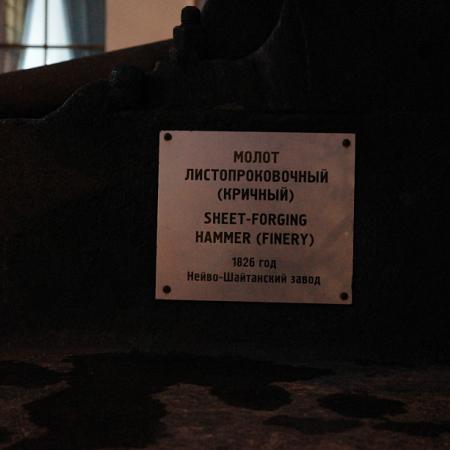 МОЛОТ
ЛИСТОПРОКОВОЧНЫЙ
(КРИЧНЫЙ)
SHEET-FORGING
HAMMER (FINERY)
1826 год
Нейво-Шайтанский завод